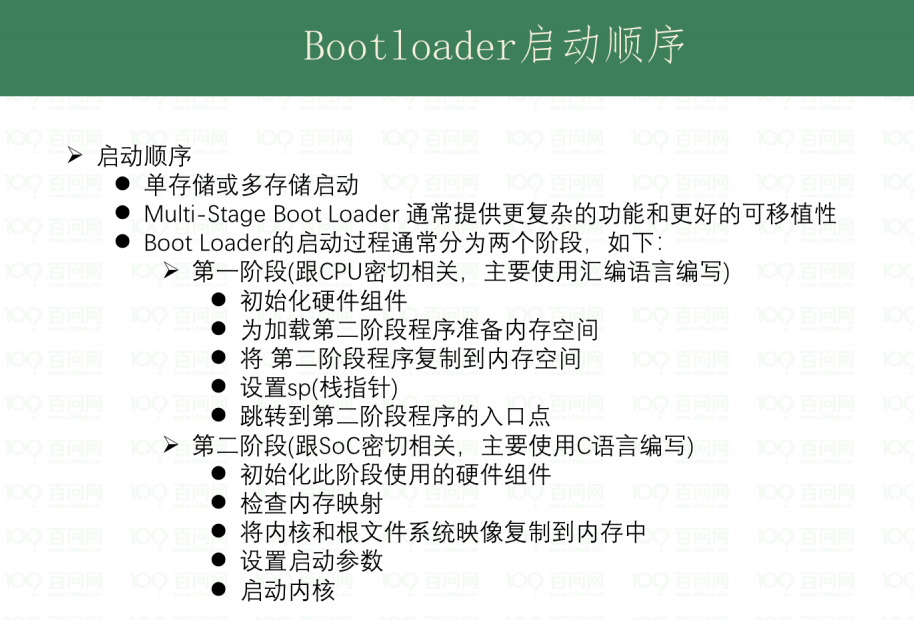 Bootloader启动顺序
➢ 启动顺序
● 单存储或多存储启动
● Multi-Stage Boot Loader 通常提供更复杂的功能和更好的可移植性
● Boot Loader的启动过程通常分为两个阶段，如下：
➢ 第一阶段(跟CPU密切相关，主要使用汇编语言编写)
● 初始化硬件组件
● 为加载第二阶段程序准备内存空间
● 将 第二阶段程序复制到内存空间
● 设置sp(栈指针)
● 跳转到第二阶段程序的入口点
➢ 第二阶段(跟SoC密切相关，主要使用C语言编写)
● 初始化此阶段使用的硬件组件
● 检查内存映射
● 将内核和根文件系统映像复制到内存中
● 设置启动参数
● 启动内核
百问网